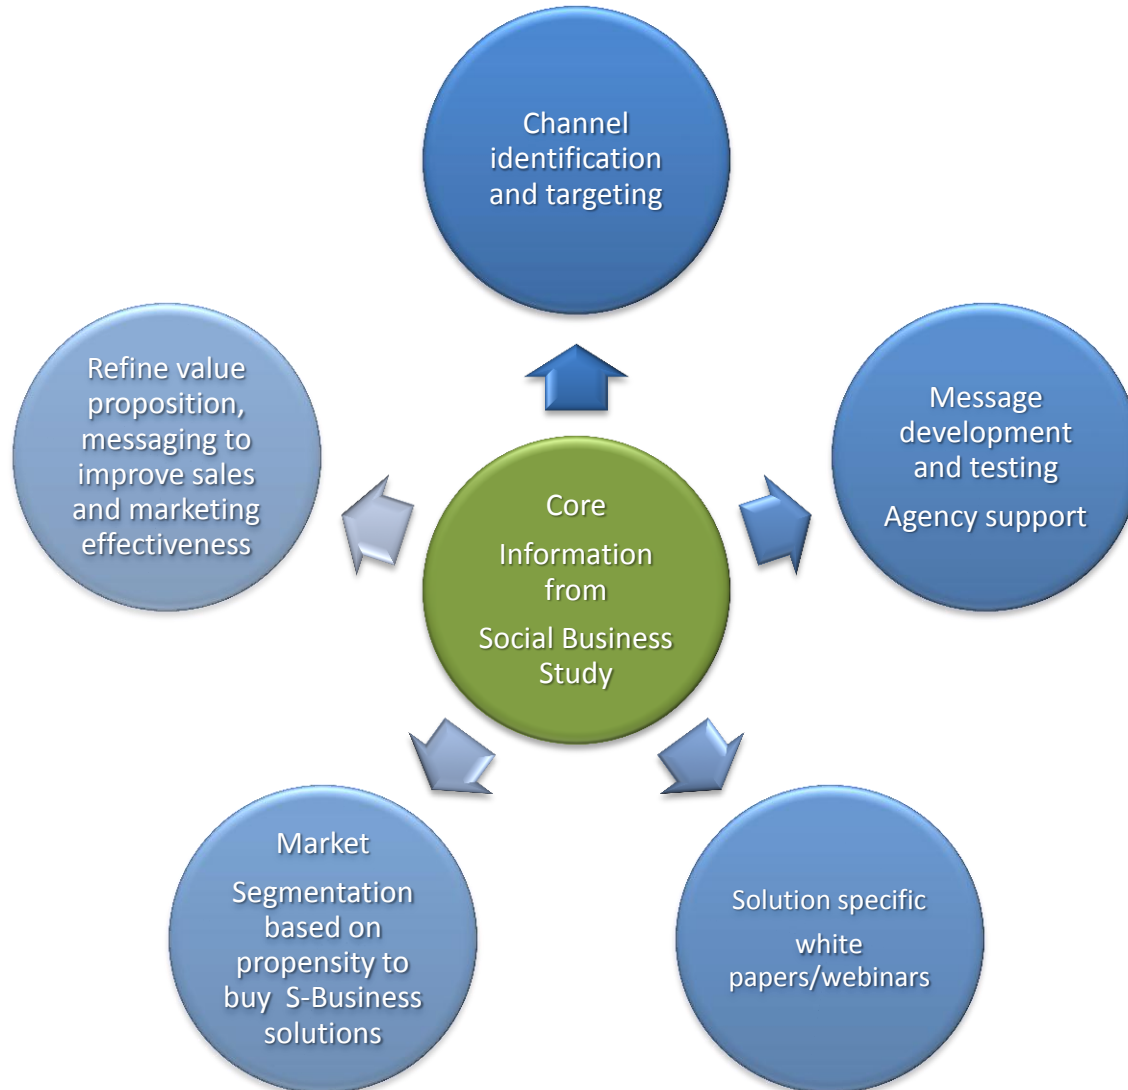 Channel
identification
and targeting
Refine value
proposition,
messaging to
improve sales
and marketing
effectiveness
Message
development
and testing
Agency support
Core
Information
from
Social Business
Study
Market
Segmentation
based on
propensity to
buy S-Business
solutions
Solution specific
white
papers/webinars